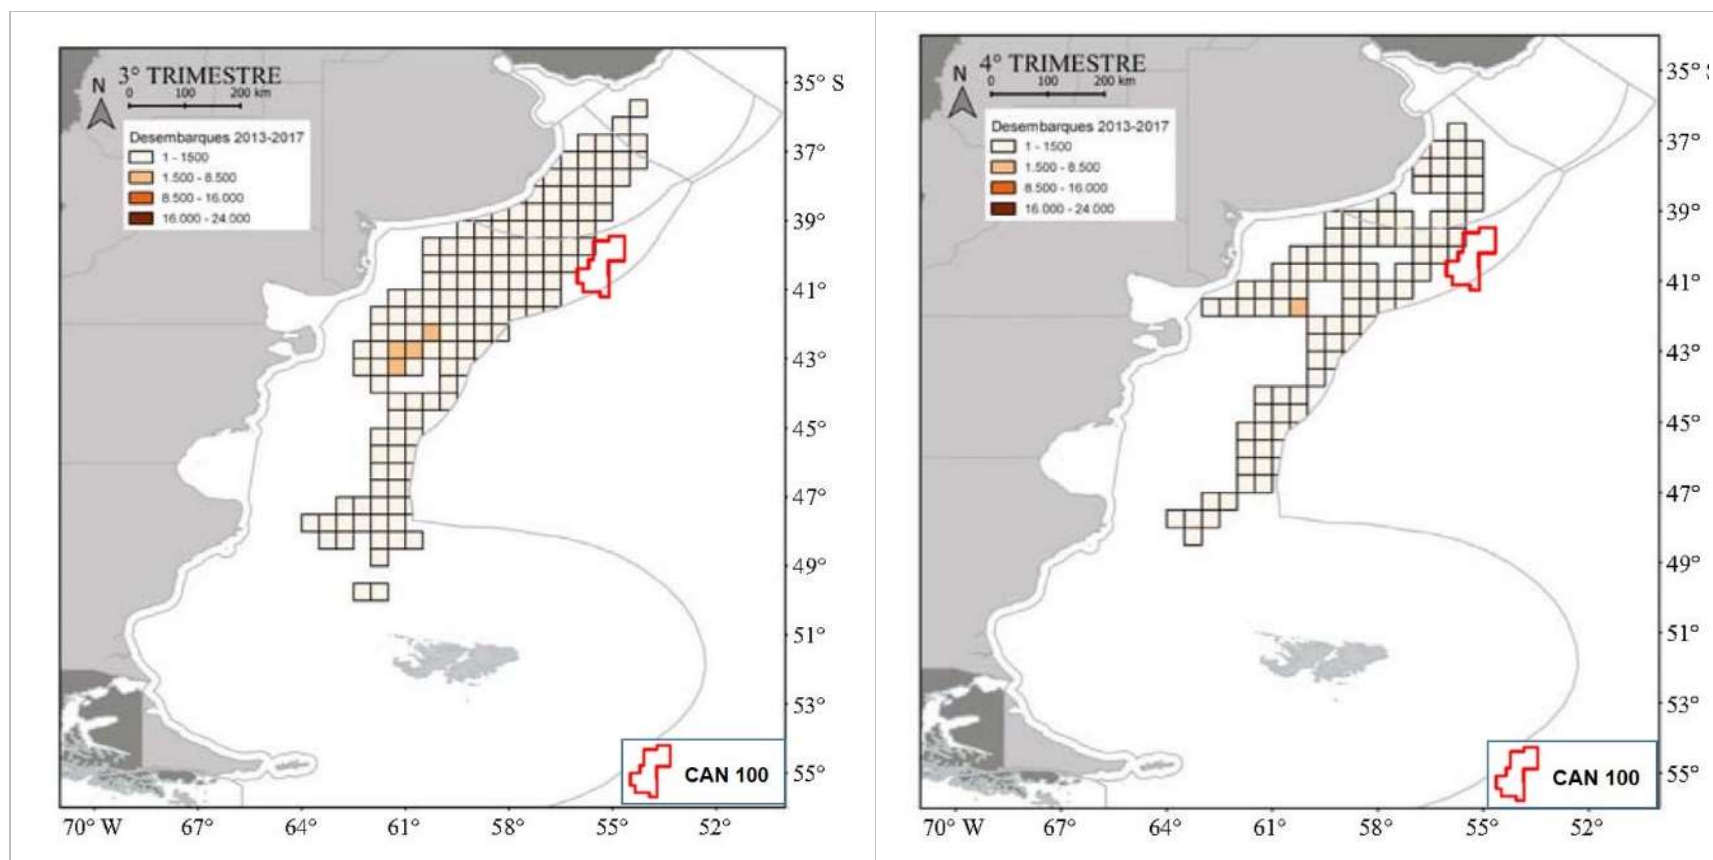 3° TRIMESTRE
N
0 100 200 km
Desembarques 2013-2017
1 - 1500
1.500 - 8.500
8.500 - 16.000
16.000 - 24.000
35° S
37°
39°
41°
43°
45°
47°
49°
51°
53°
55°
CAN 100
70° W 67° 64° 61° 58° 55° 52°
4° TRIMESTRE
N
0 100 200 km
Desembarques 2013-2017
1 - 1500
1.500 - 8.500
8.500 - 16.000
16.000 - 24.000
35° S
37°
39°
41°
43°
45°
47°
49°
51°
53°
55°
CAN 100
70° W 67° 64° 61° 58° 55° 52°